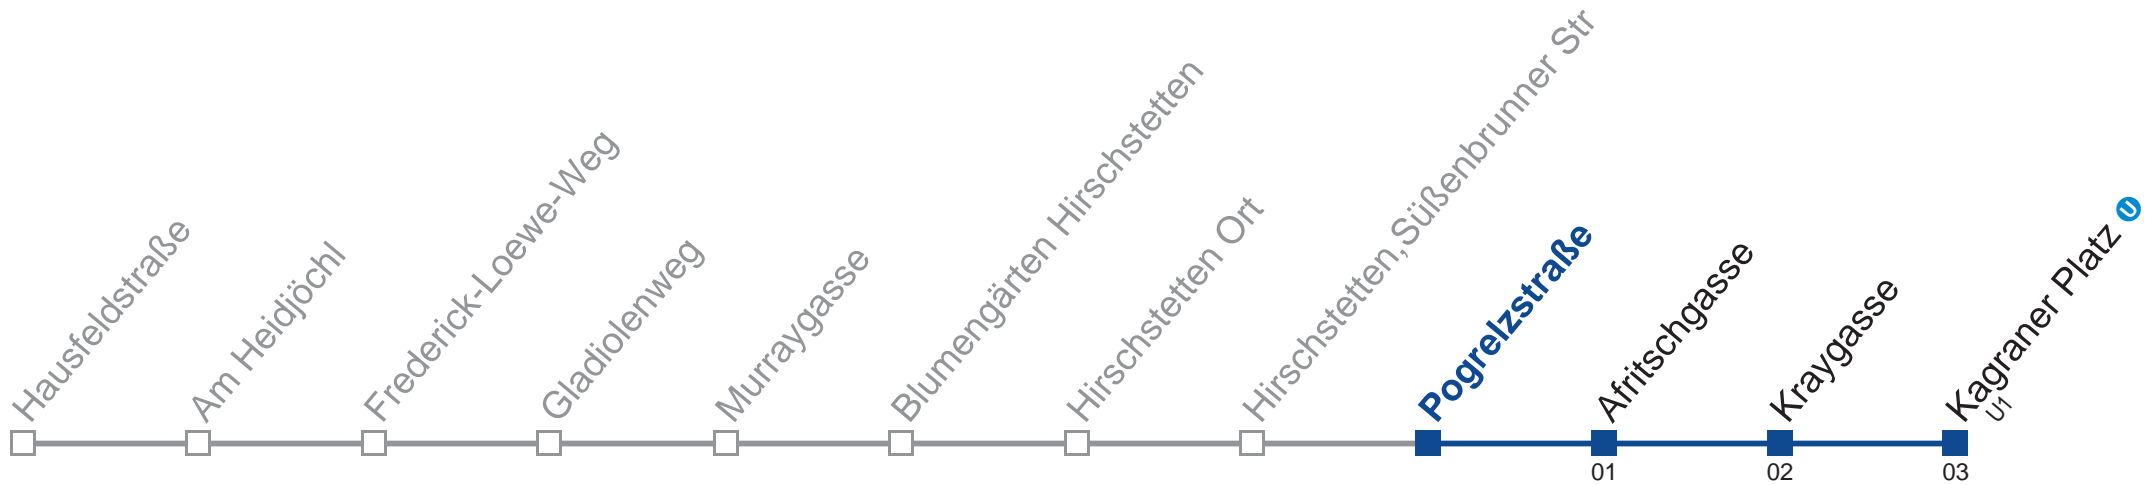 Hausfeldstraße
Am Heidjöchl
Frederick-Loewe-Weg
Gladiolenweg
Murraygasse
Blumengärten Hirschstetten
Hirschstetten Ort
Hirschstetten,Süßenbrunner Str
Pogrelzstraße
Afritschgasse
Kraygasse
Kagraner Platz U
U1
01
02
03